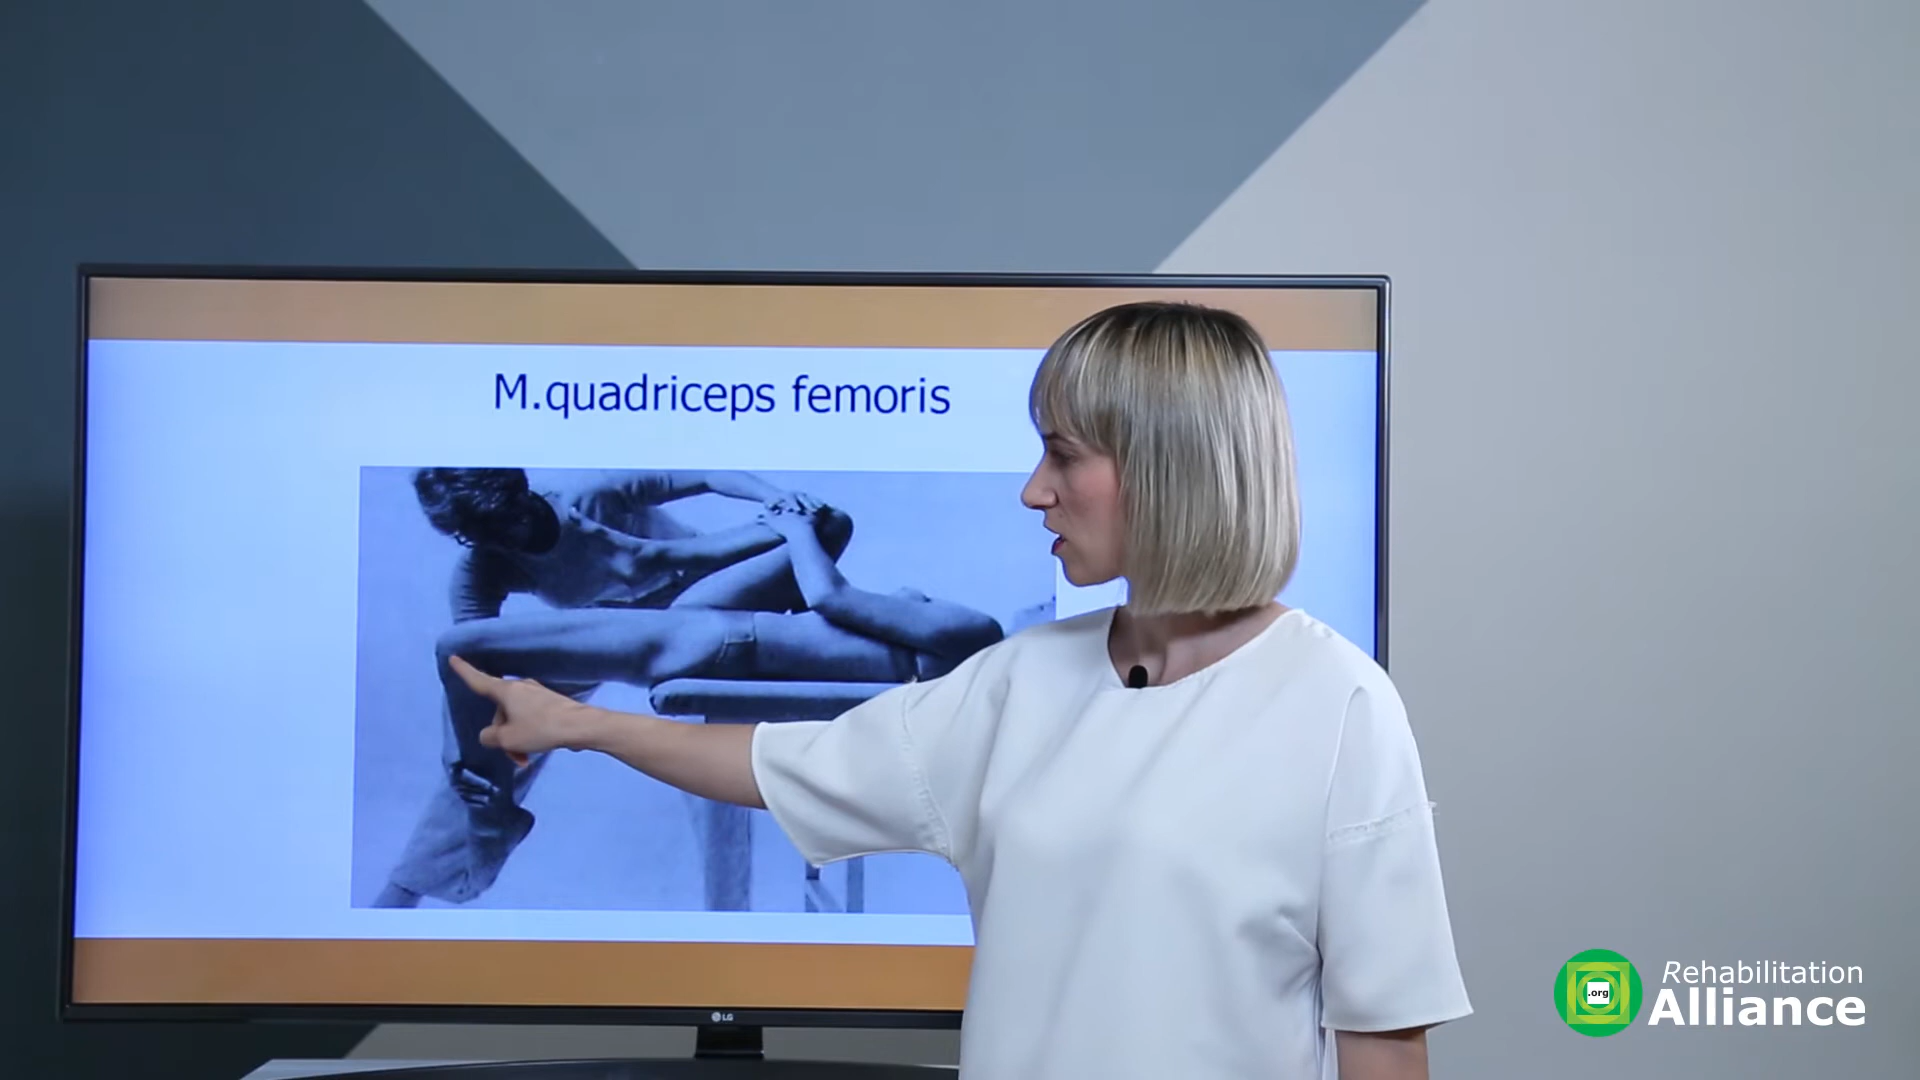 M.quadriceps femoris
LG
.org
Rehabilitation
Alliance